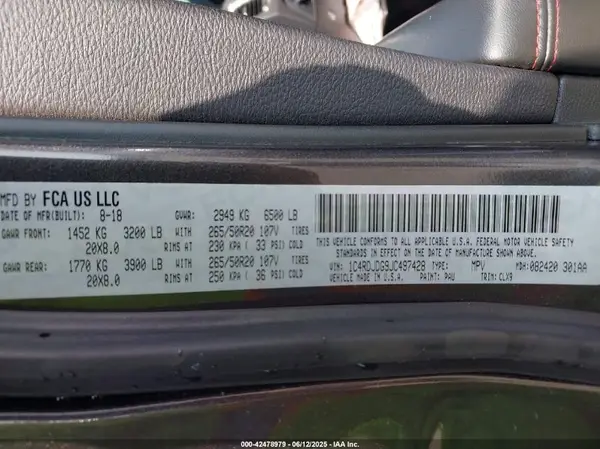 MFD BY FCA US LLC
DATE OF MFR(BUILT): 8-18 GVWR: 2949 KG 6500 LB
GAWR FRONT: 1452 KG 3200 LB 265/50R20 107V TIRES
20X8.0 RIMS AT 230 KPA ( 33 PSI) COLD
GAWR REAR: 1770 KG 3900 LB 265/50R20 107V TIRES
20X8.0 RIMS AT 250 KPA ( 36 PSI) COLD
THIS VEHICLE CONFORMS TO ALL APPLICABLE U.S.A. FEDERAL MOTOR VEHICLE SAFETY
STANDARDS IN EFFECT ON THE DATE OF MANUFACTURE SHOWN ABOVE.
VIN: 1C4RDJDG9JC497428 TYPE: MPV MDH: 082420 301AA
VEHICLE MADE IN U.S.A. PAINT: PAU TRIM: CLX9
000-42478979 - 06/12/2025 - IAA Inc.